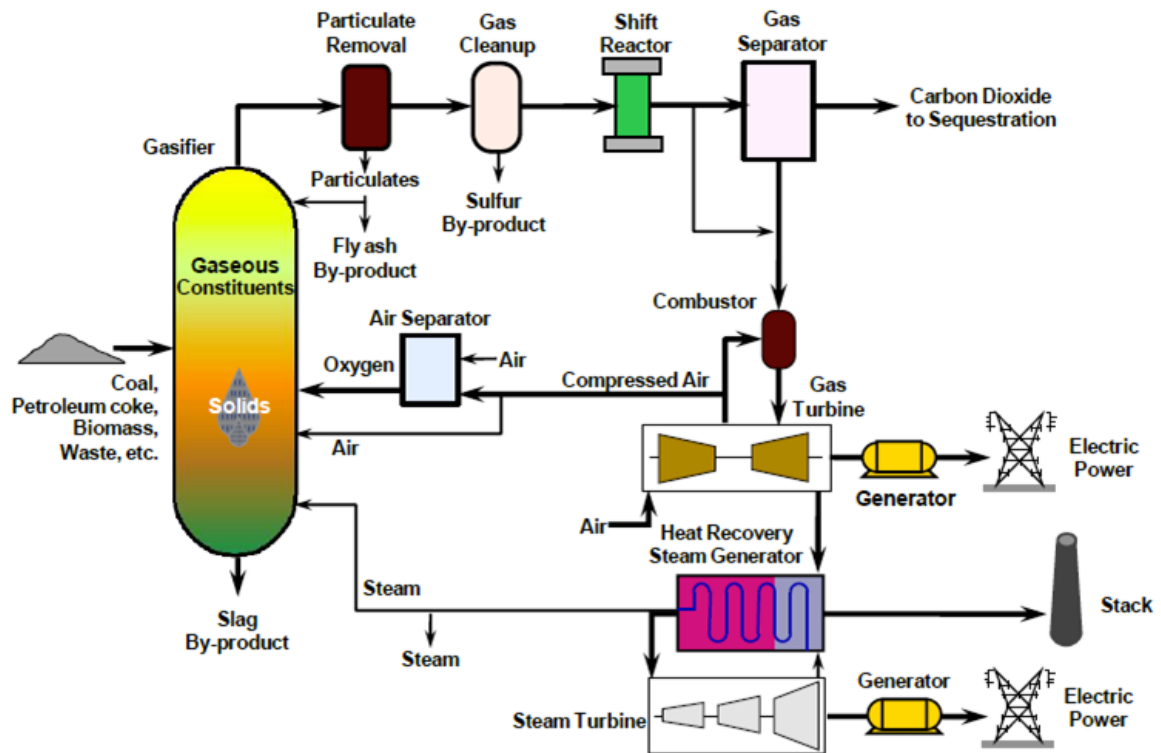 Particulate
Removal
Gas
Cleanup
Shift
Reactor
Gas
Separator
Carbon Dioxide
to Sequestration
Gasifier
Particulates
Sulfur
By-product
Fly ash
By-product
Gaseous
Constituents
Combustor
Air Separator
Air
Oxygen
Compressed Air
Gas
Turbine
Coal,
Petroleum coke,
Biomass,
Waste, etc.
Solids
Air
Electric
Power
Generator
Air
Heat Recovery
Steam Generator
Steam
Stack
Slag
By-product
Steam
Generator
Steam Turbine
Electric
Power